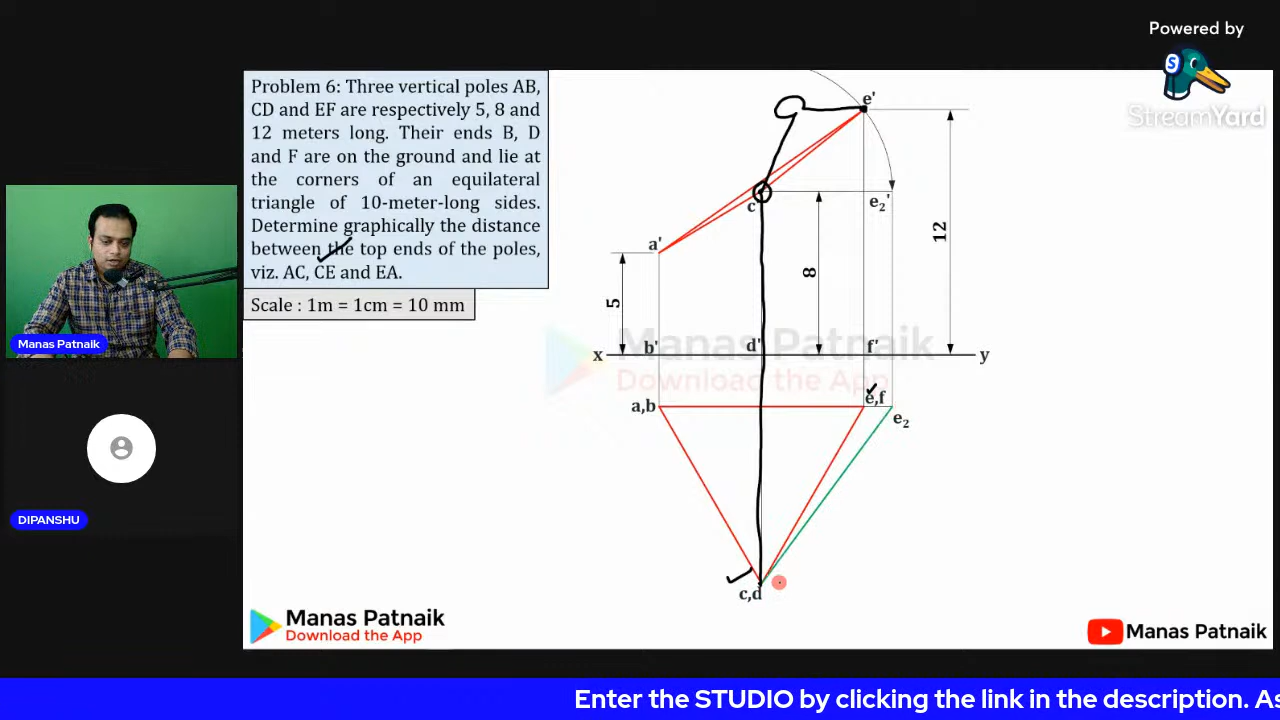 Powered by
S
StreamYard
Problem 6: Three vertical poles AB,
CD and EF are respectively 5, 8 and
12 meters long. Their ends B, D
and F are on the ground and lie at
the corners of an equilateral
triangle of 10-meter-long sides.
Determine graphically the distance
between the top ends of the poles,
viz. AC, CE and EA.
Scale : 1m = 1cm = 10 mm
e'
c'
e₂'
12
a'
8
5
x
b'
d'
f'
y
Manas Patnaik
Download the App
a,b
e,f
e₂
c,d
Manas Patnaik
DIPANSHU
Manas Patnaik
Download the App
Manas Patnaik
Enter the STUDIO by clicking the link in the description. As